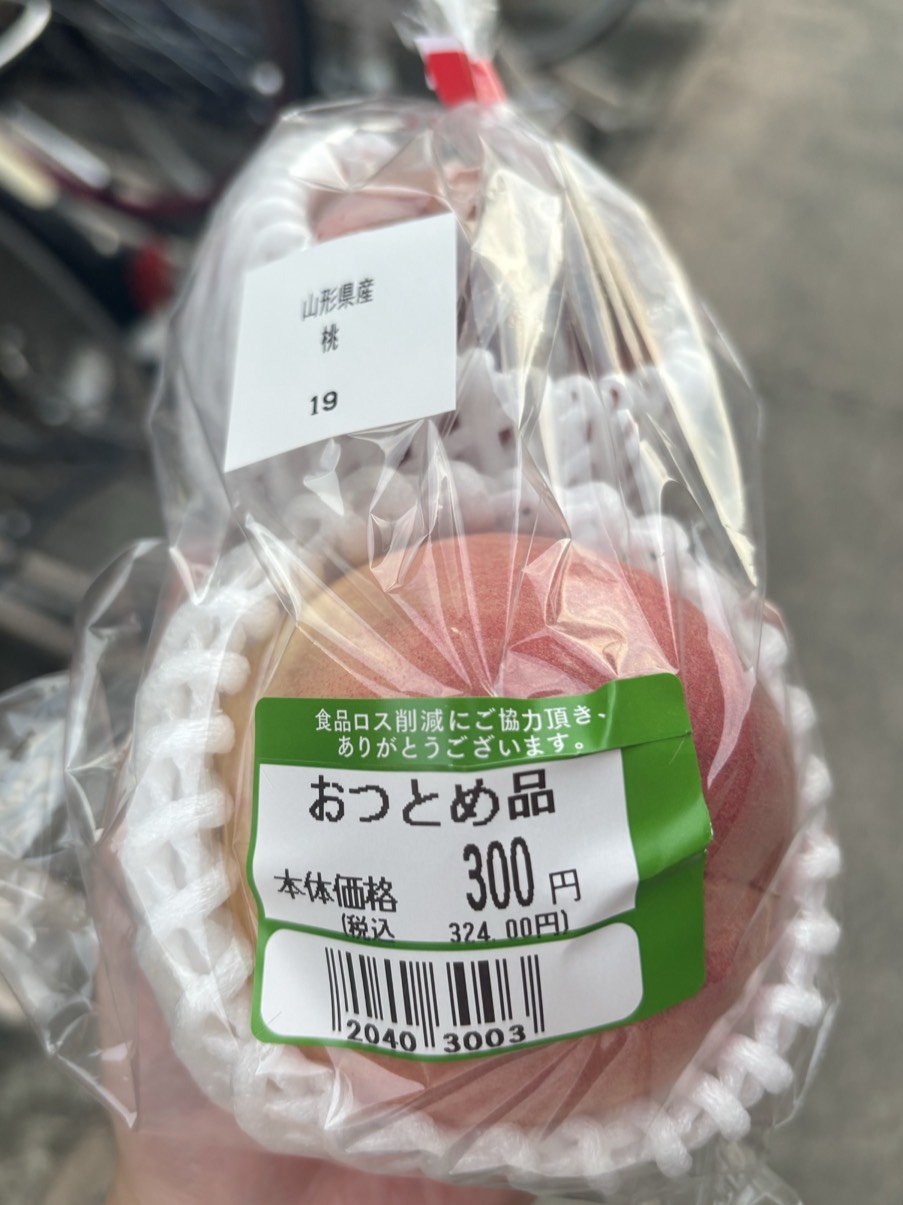 山形県産
桃
19
食品ロス削減にご協力頂き、
ありがとうございます。
おつとめ品
本体価格 300円
(税込 324.00円)
2040 3003